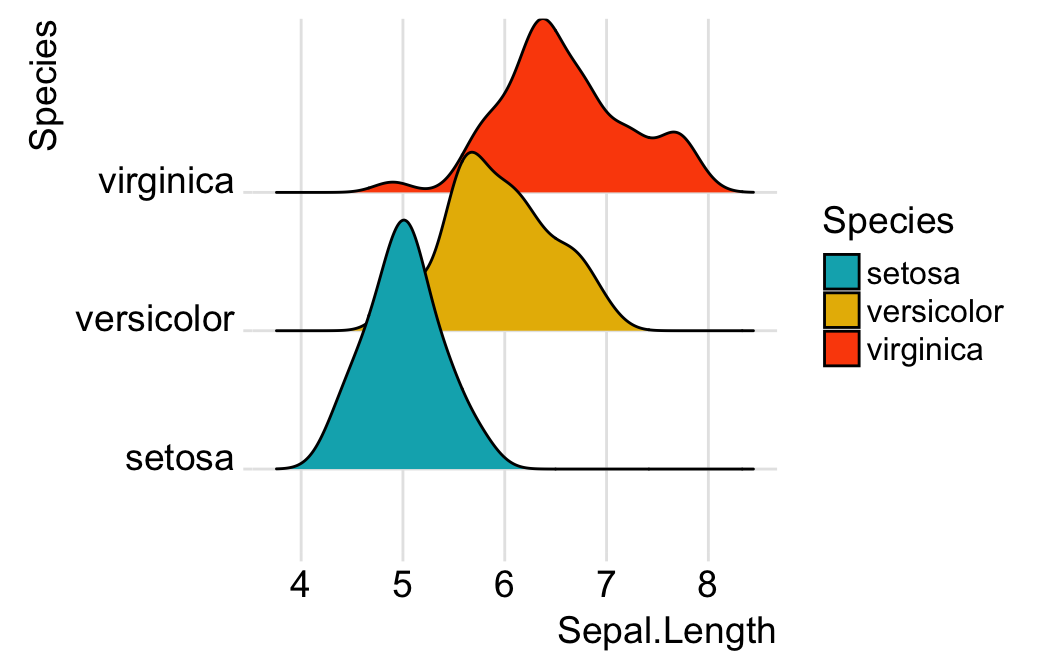 Species
virginica
versicolor
setosa
4 5 6 7 8
Sepal.Length
Species
setosa
versicolor
virginica